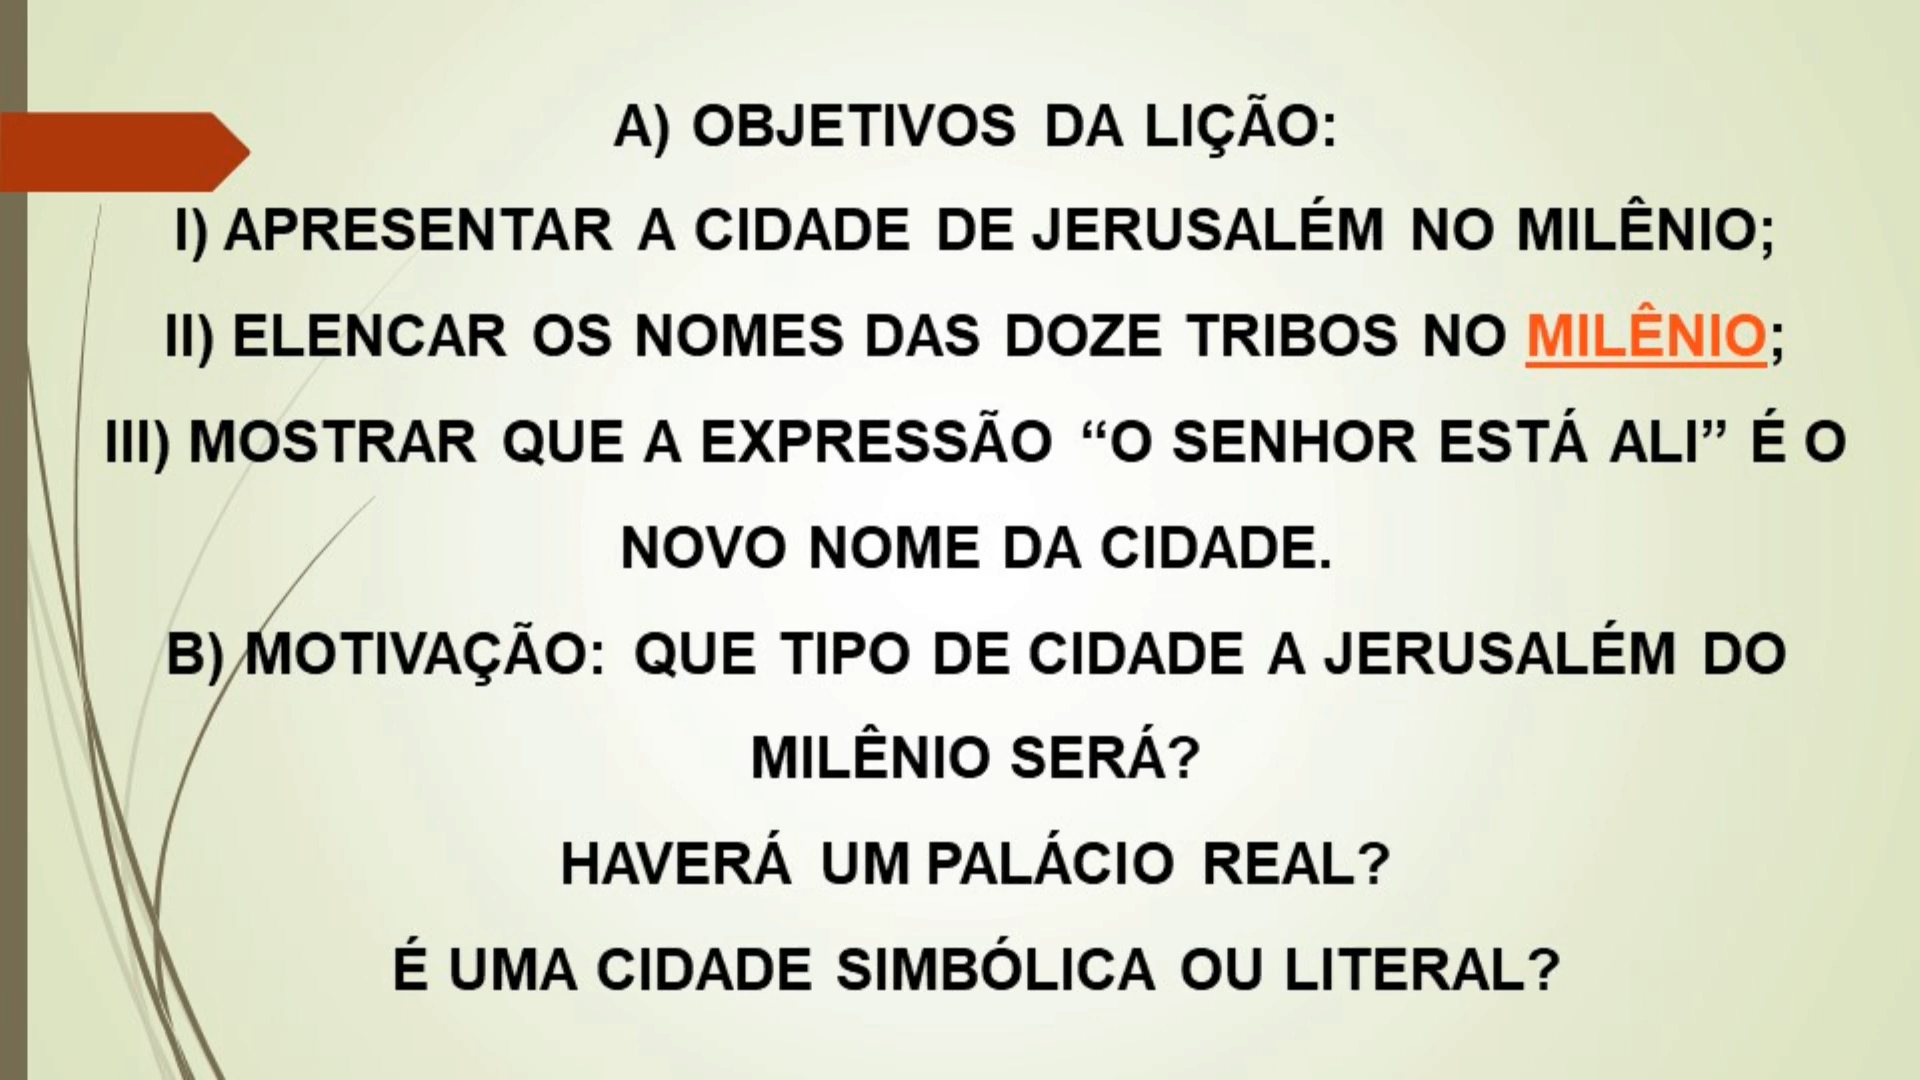 A) OBJETIVOS DA LIÇÃO:
I) APRESENTAR A CIDADE DE JERUSALÉM NO MILÊNIO;
II) ELENCAR OS NOMES DAS DOZE TRIBOS NO MILÊNIO;
III) MOSTRAR QUE A EXPRESSÃO “O SENHOR ESTÁ ALI” É O
NOVO NOME DA CIDADE.
B) MOTIVAÇÃO: QUE TIPO DE CIDADE A JERUSALÉM DO
MILÊNIO SERÁ?
HAVERÁ UM PALÁCIO REAL?
É UMA CIDADE SIMBÓLICA OU LITERAL?